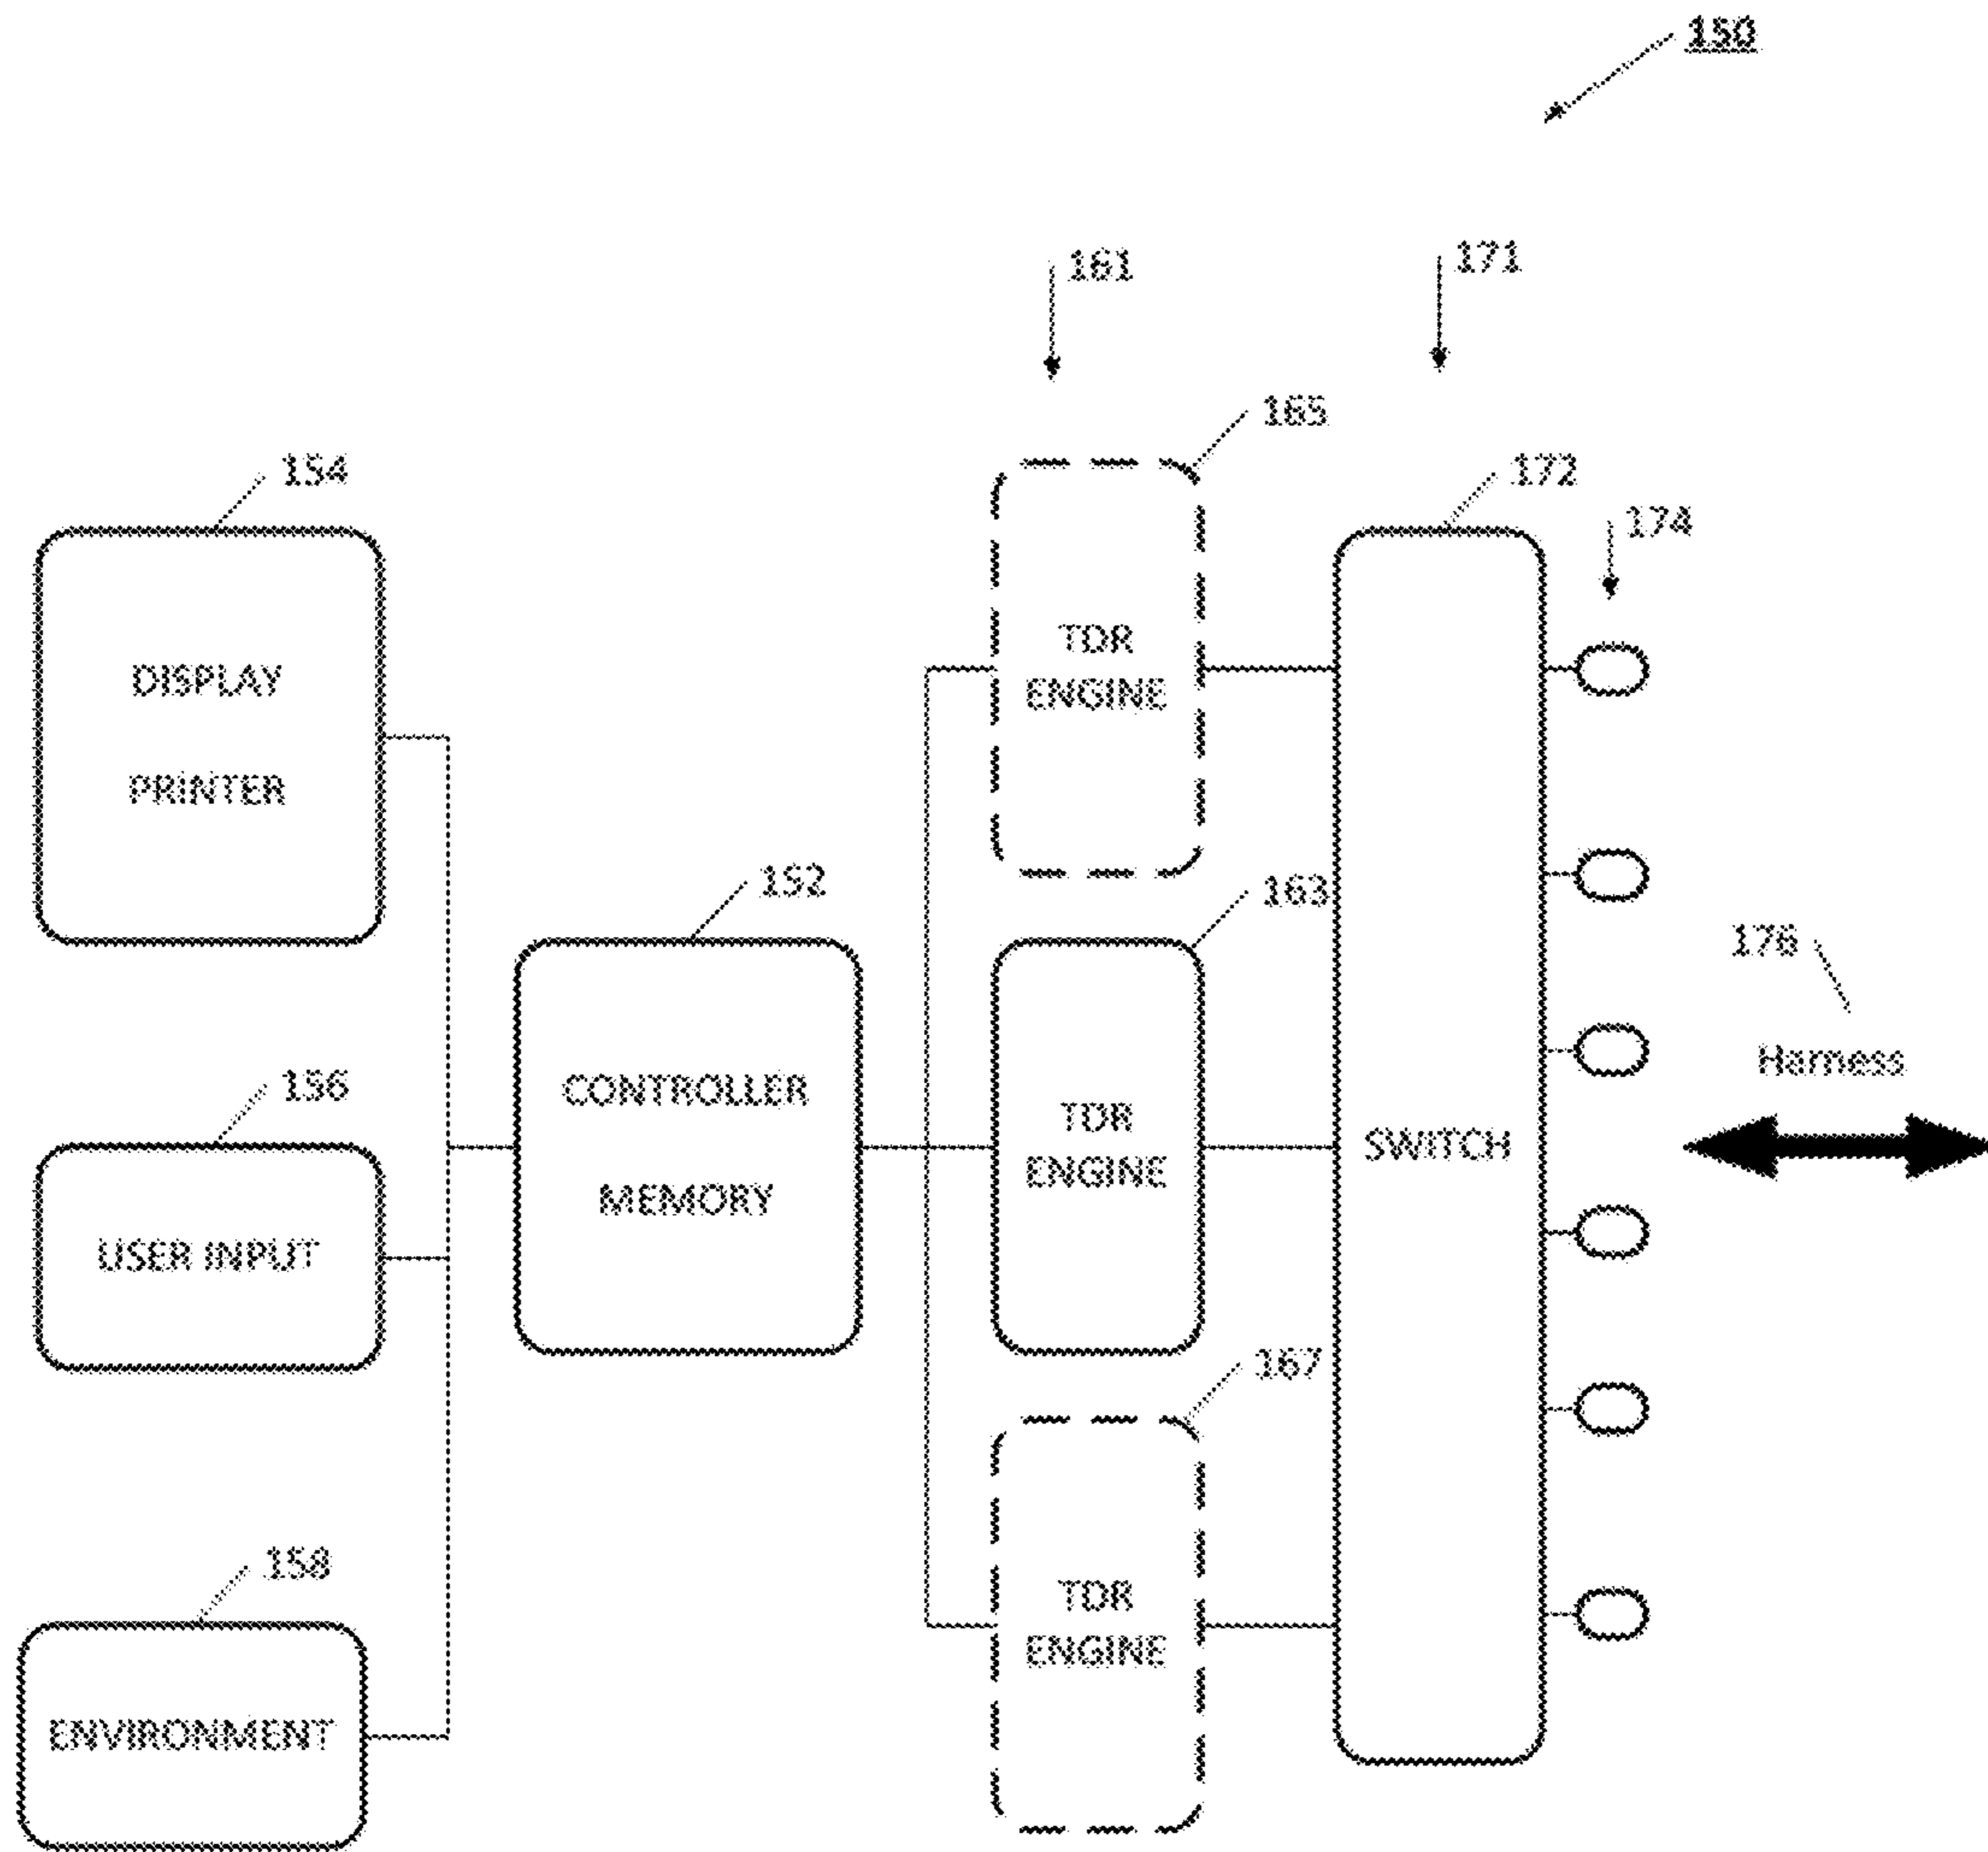 150
161
171
165
154
172
174
TDR
ENGINE
DISPLAY
PRINTER
152
163
176
Harness
156
CONTROLLER
MEMORY
TDR
ENGINE
SWITCH
USER INPUT
167
158
TDR
ENGINE
ENVIRONMENT